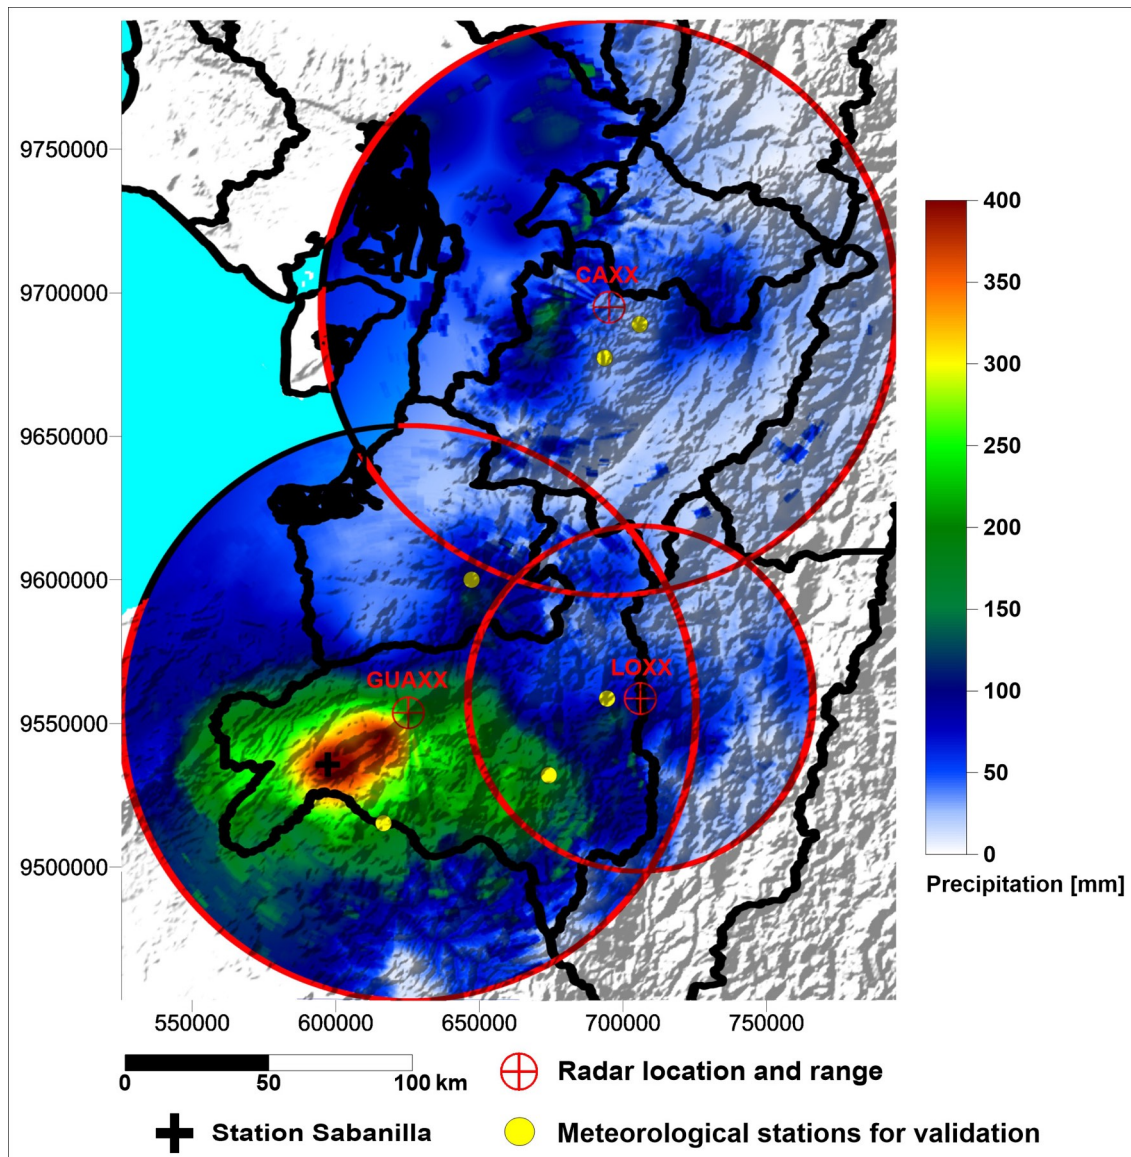 9750000
9700000
9650000
9600000
9550000
9500000
CAXX
GUAXX
LOXX
400
350
300
250
200
150
100
50
0
Precipitation [mm]
550000
600000
650000
700000
750000
0
50
100 km
Radar location and range
Station Sabanilla
Meteorological stations for validation